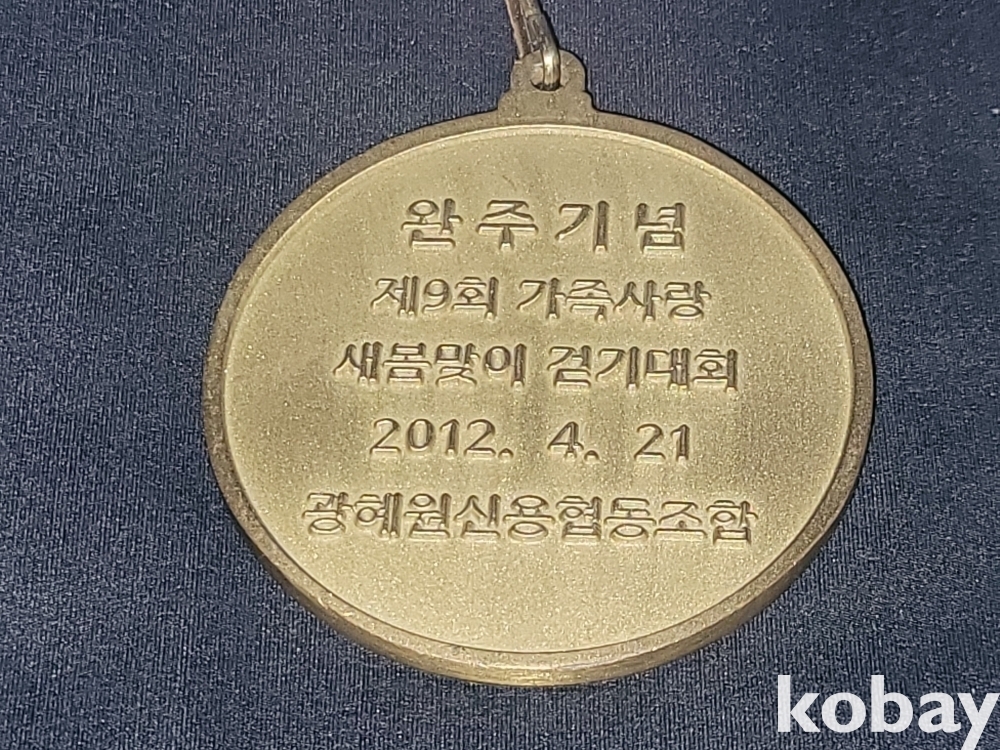 완주기념
제9회 가족사랑
새봄맞이 걷기대회
2012. 4. 21
광혜원신용협동조합
kobay